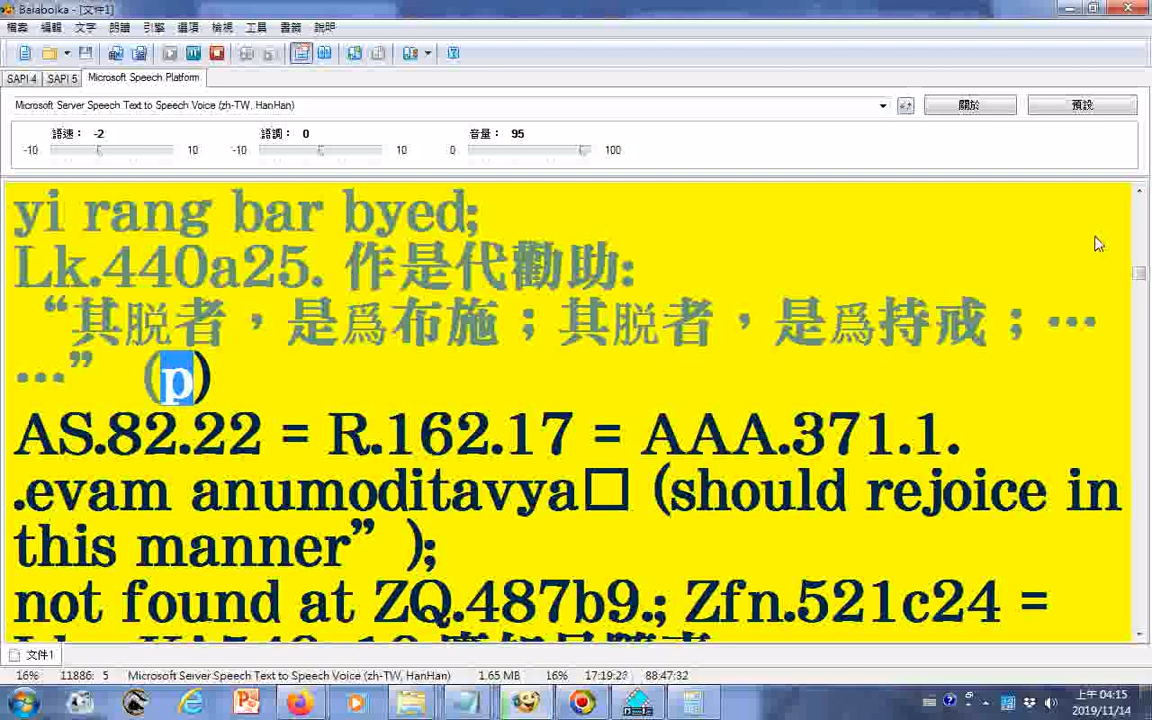 Balabolka - [文件1]
檔案 編輯 文字 朗讀 引擎 選項 檢視 工具 書籤 說明
SAPI 4 SAPI 5 Microsoft Speech Platform
Microsoft Server Speech Text to Speech Voice (zh-TW, HanHan) 關於 預設
語速： -2 語調： 0 音量： 95
-10 10 -10 10 0 100
yi rang bar byed;
Lk.440a25. 作是代勸助:
“其脱者，是爲布施；其脱者，是爲持戒；…
…” (p)
AS.82.22 = R.162.17 = AAA.371.1.
.evam anumoditavya□ (should rejoice in
this manner” );
not found at ZQ.487b9.; Zfn.521c24 =
文件1
16% 11886: 5 Microsoft Server Speech Text to Speech Voice (zh-TW, HanHan) 1.65 MB 16% 17:19:23 88:47:32
上午 04:15
2019/11/14